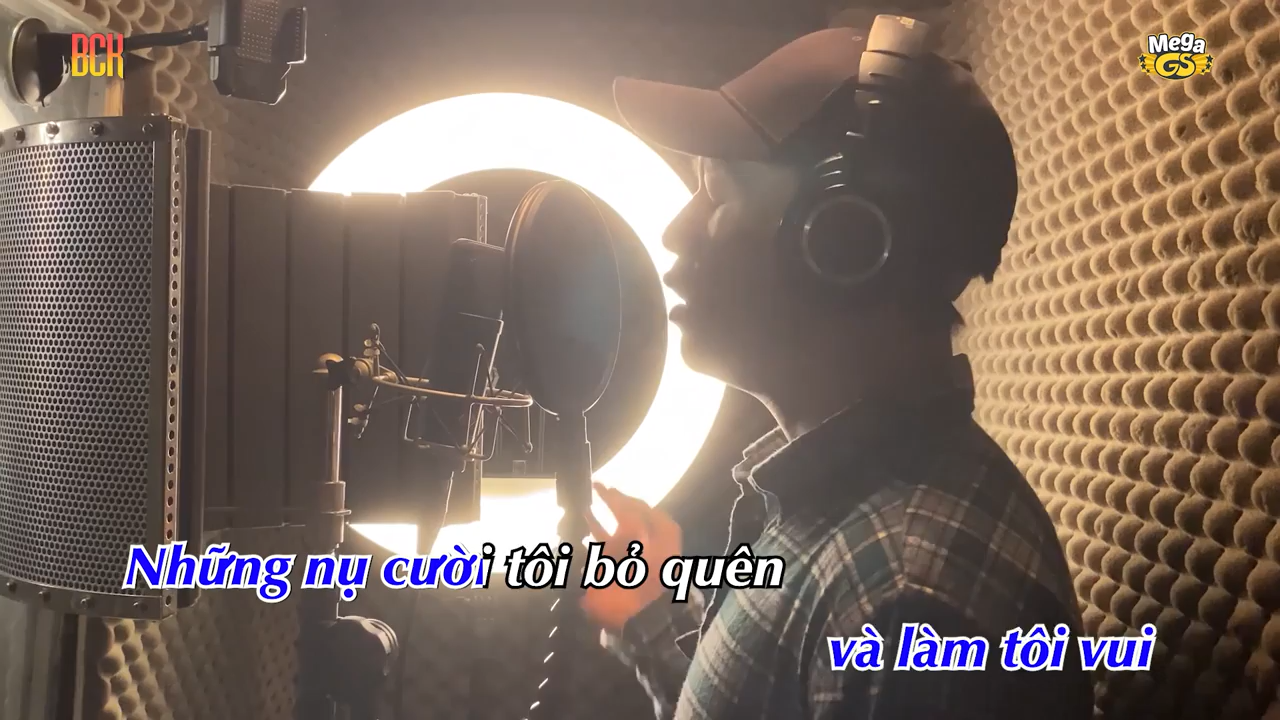 BCK
Mega
GS
Những nụ cười tôi bỏ quên
và làm tôi vui